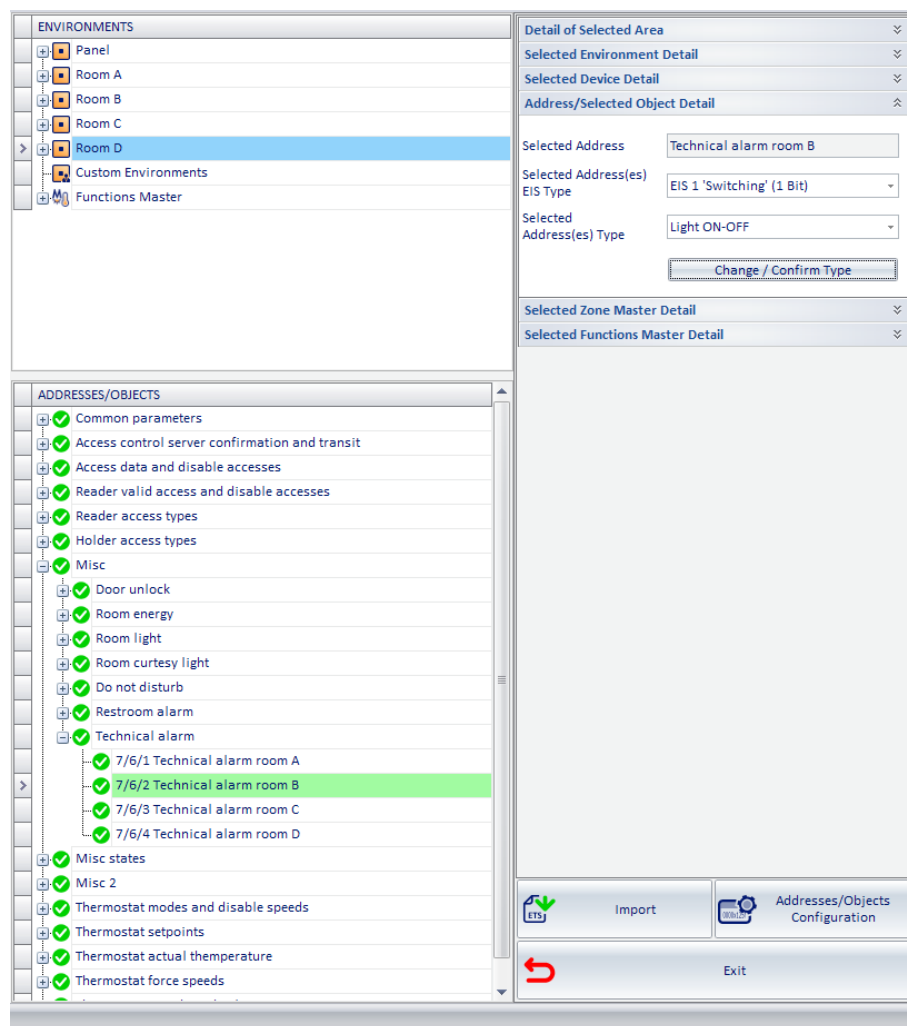 ENVIRONMENTS
Panel
Room A
Room B
Room C
Room D
Custom Environments
Functions Master
ADDRESSES/OBJECTS
Common parameters
Access control server confirmation and transit
Access data and disable accesses
Reader valid access and disable accesses
Reader access types
Holder access types
Misc
Door unlock
Room energy
Room light
Room curtesy light
Do not disturb
Restroom alarm
Technical alarm
7/6/1 Technical alarm room A
7/6/2 Technical alarm room B
7/6/3 Technical alarm room C
7/6/4 Technical alarm room D
Misc states
Misc 2
Thermostat modes and disable speeds
Thermostat setpoints
Thermostat actual themperature
Thermostat force speeds
Detail of Selected Area
Selected Environment Detail
Selected Device Detail
Address/Selected Object Detail
Selected Address
Technical alarm room B
Selected Address(es)
EIS Type
EIS 1 'Switching' (1 Bit)
Selected
Address(es) Type
Light ON-OFF
Change / Confirm Type
Selected Zone Master Detail
Selected Functions Master Detail
ETS
Import
Addresses/Objects
Configuration
Exit